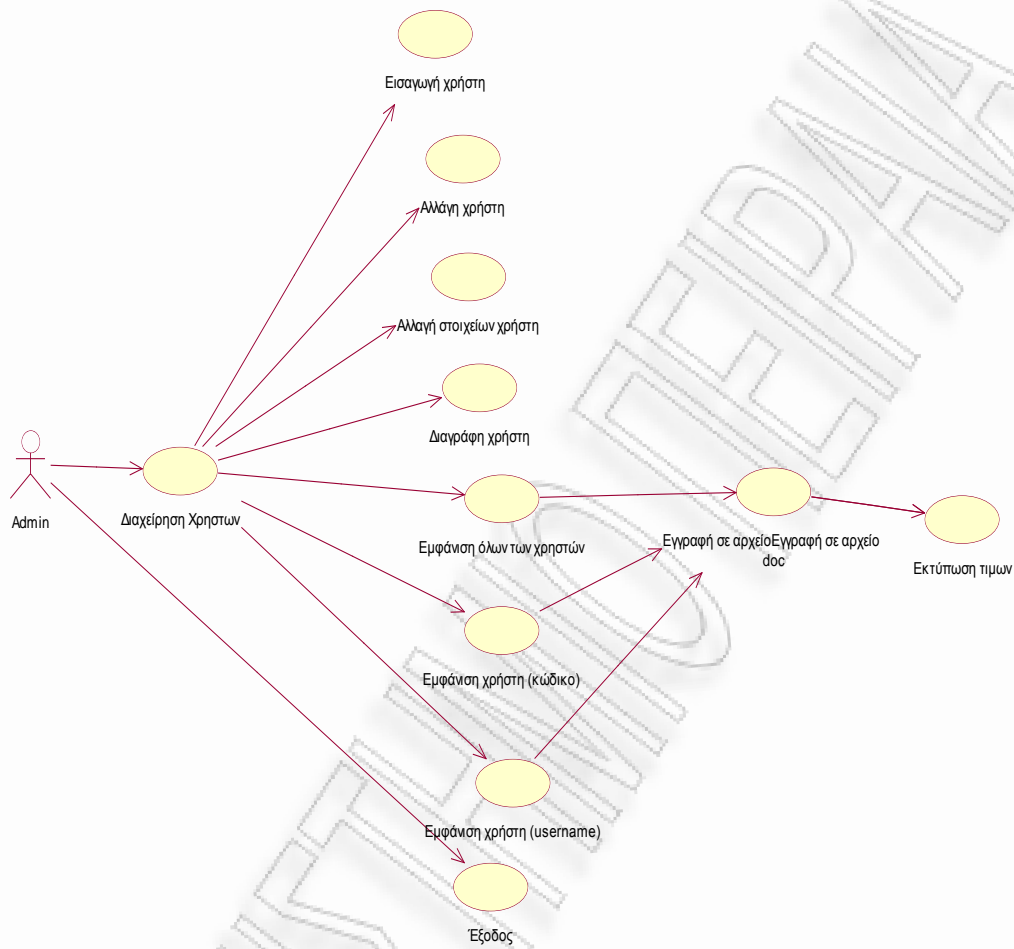 Εισαγωγή χρήστη
Αλλάγη χρήστη
Αλλαγή στοιχείων χρήστη
Διαγράφη χρήστη
Admin
Διαχείρηση Χρηστων
Εμφάνιση όλων των χρηστών
Εγγραφή σε αρχείοΕγγραφή σε αρχείο
doc
Εκτύπωση τιμων
Εμφάνιση χρήστη (κώδικο)
Εμφάνιση χρήστη (username)
Έξοδος